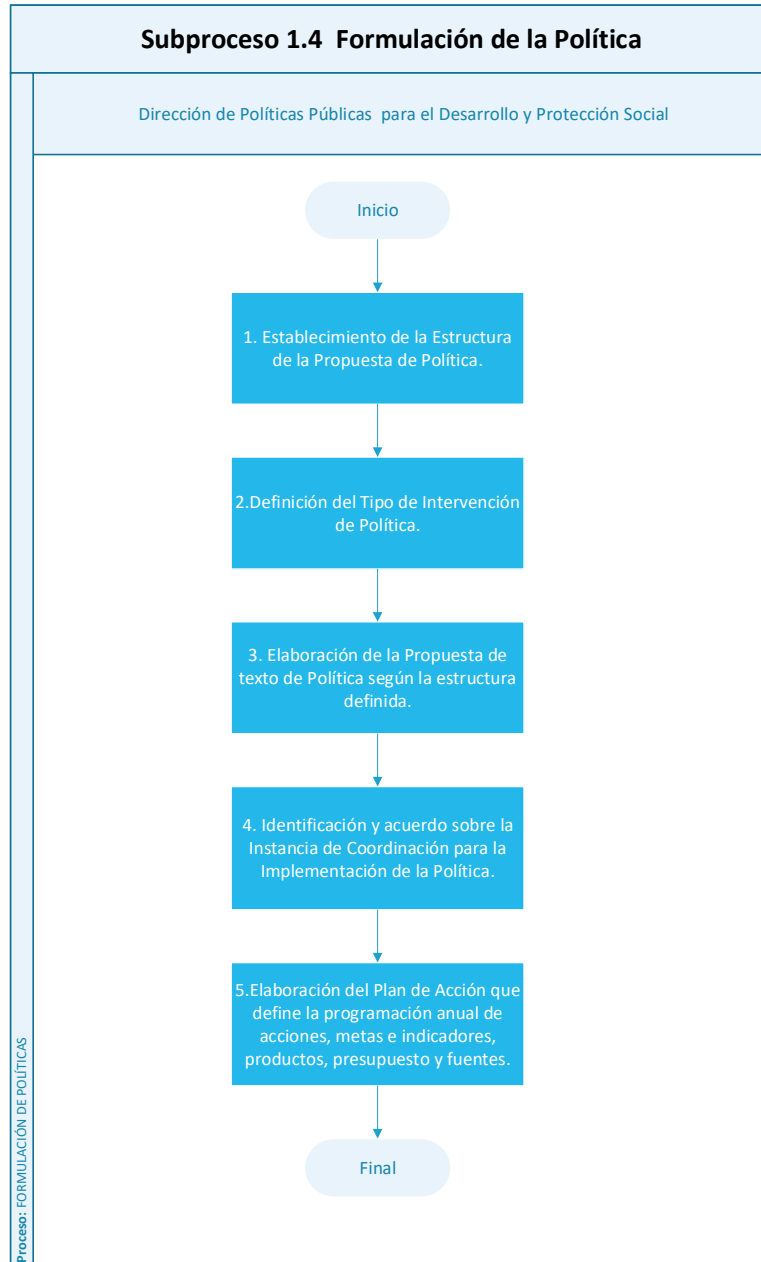 Subproceso 1.4  Formulación de la Política
Dirección de Políticas Públicas  para el Desarrollo y Protección Social
Inicio
1. Establecimiento de la Estructura
de la Propuesta de Política.
2.Definición del Tipo de Intervención
de Política.
3. Elaboración de la Propuesta de
texto de Política según la estructura
definida.
4. Identificación y acuerdo sobre la
Instancia de Coordinación para la
Implementación de la Política.
5.Elaboración del Plan de Acción que
define la programación anual de
acciones, metas e indicadores,
productos, presupuesto y fuentes.
Final
Proceso: FORMULACIÓN DE POLÍTICAS